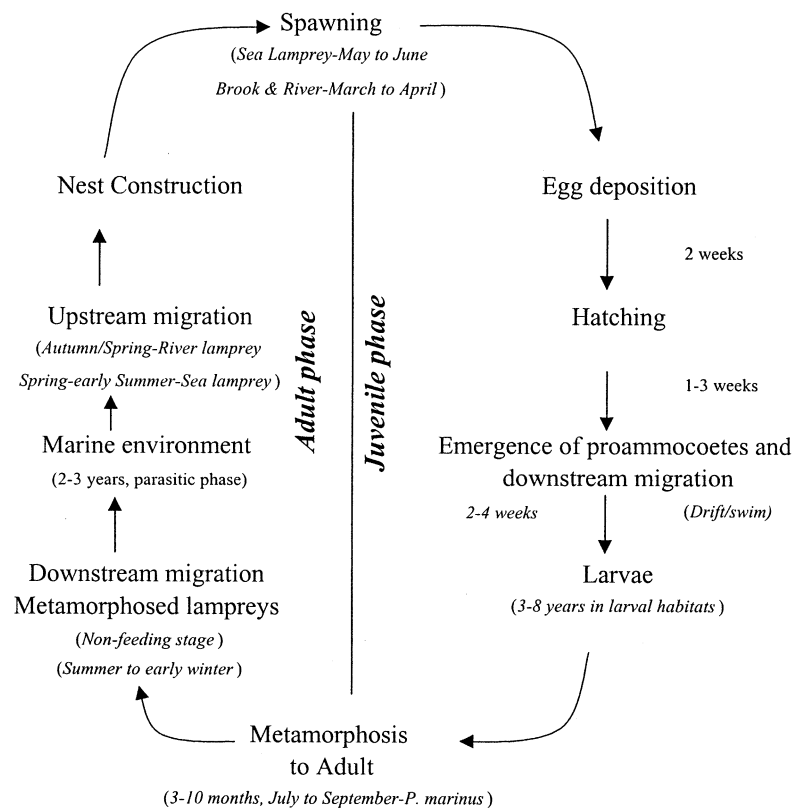 Spawning
(Sea Lamprey-May to June
Brook & River-March to April)
Egg deposition
2 weeks
Hatching
1-3 weeks
Emergence of proammocoetes and
downstream migration
2-4 weeks
(Drift/swim)
Larvae
(3-8 years in larval habitats)
Metamorphosis
to Adult
(3-10 months, July to September-P. marinus)
Downstream migration
Metamorphosed lampreys
(Non-feeding stage)
(Summer to early winter)
Marine environment
(2-3 years, parasitic phase)
Upstream migration
(Autumn/Spring-River lamprey
Spring-early Summer-Sea lamprey)
Nest Construction
Adult phase
Juvenile phase